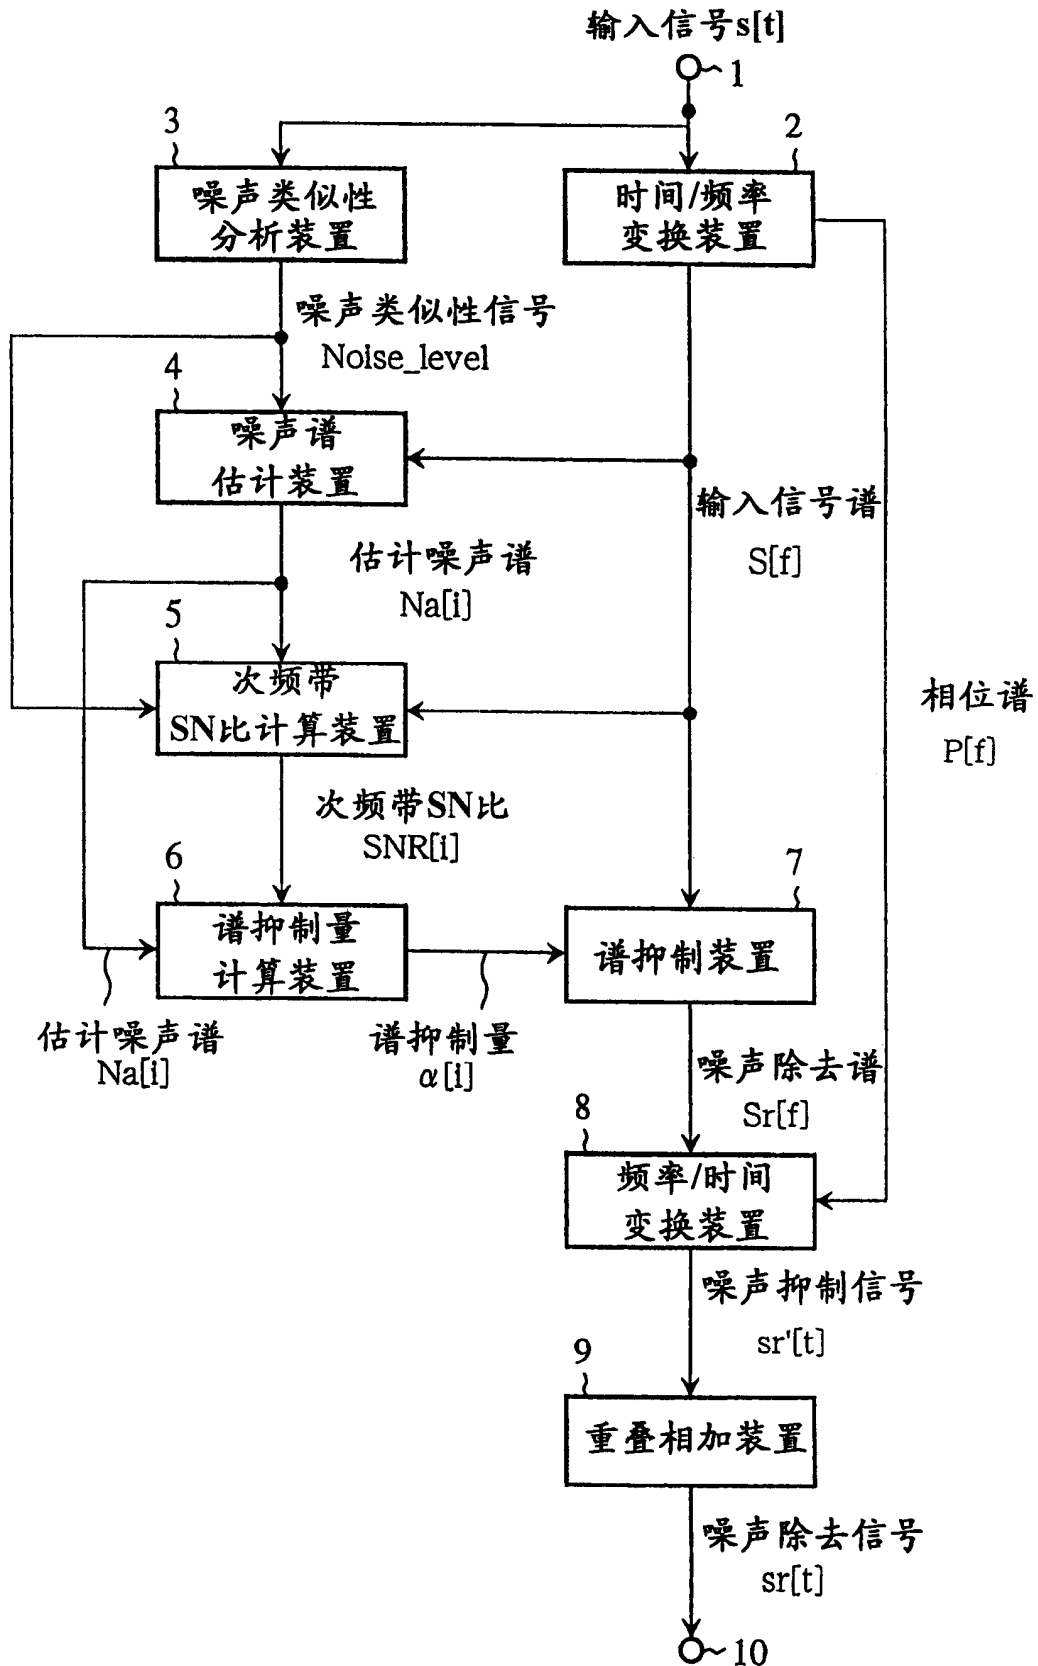 输入信号s[t]
1
3
2
噪声类似性
分析装置
时间/频率
变换装置
噪声类似性信号
Noise_level
4
噪声谱
估计装置
输入信号谱
S[f]
估计噪声谱
Na[i]
5
次频带
SN比计算装置
相位谱
P[f]
次频带SN比
SNR[i]
6
7
谱抑制量
计算装置
谱抑制装置
估计噪声谱
Na[i]
谱抑制量
α[i]
噪声除去谱
Sr[f]
8
频率/时间
变换装置
噪声抑制信号
sr'[t]
9
重叠相加装置
噪声除去信号
sr[t]
10